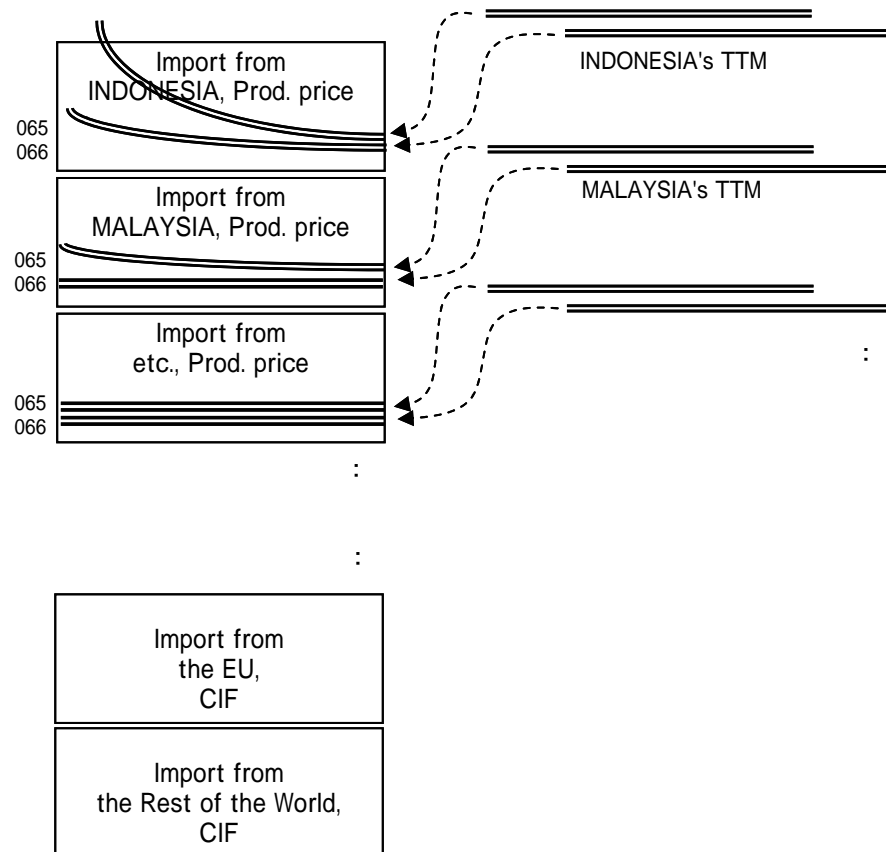 Import from
INDONESIA, Prod. price
065
066
INDONESIA's TTM
Import from
MALAYSIA, Prod. price
065
066
MALAYSIA's TTM
Import from
etc., Prod. price
065
066
:
:
:
Import from
the EU,
CIF
Import from
the Rest of the World,
CIF